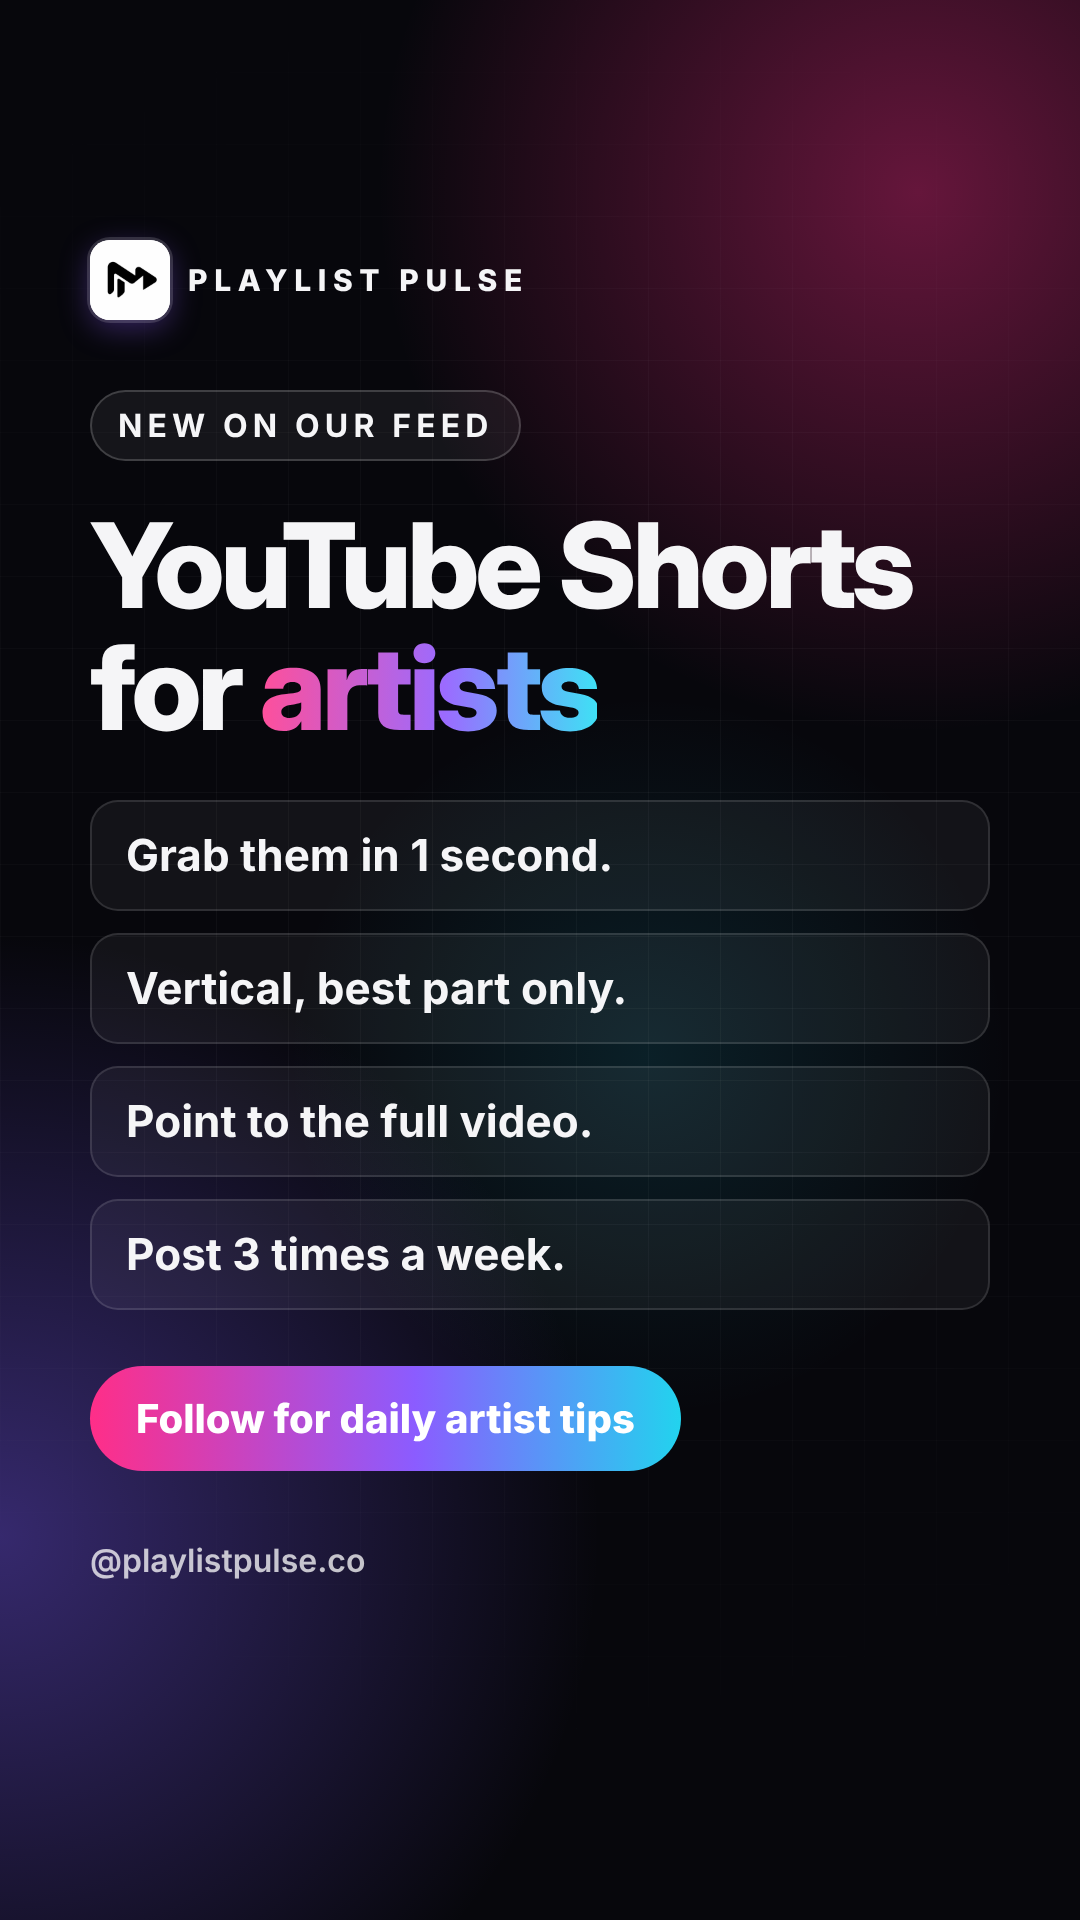 PLAYLIST PULSE
NEW ON OUR FEED
YouTube Shorts
for artists
Grab them in 1 second.
Vertical, best part only.
Point to the full video.
Post 3 times a week.
Follow for daily artist tips
@playlistpulse.co